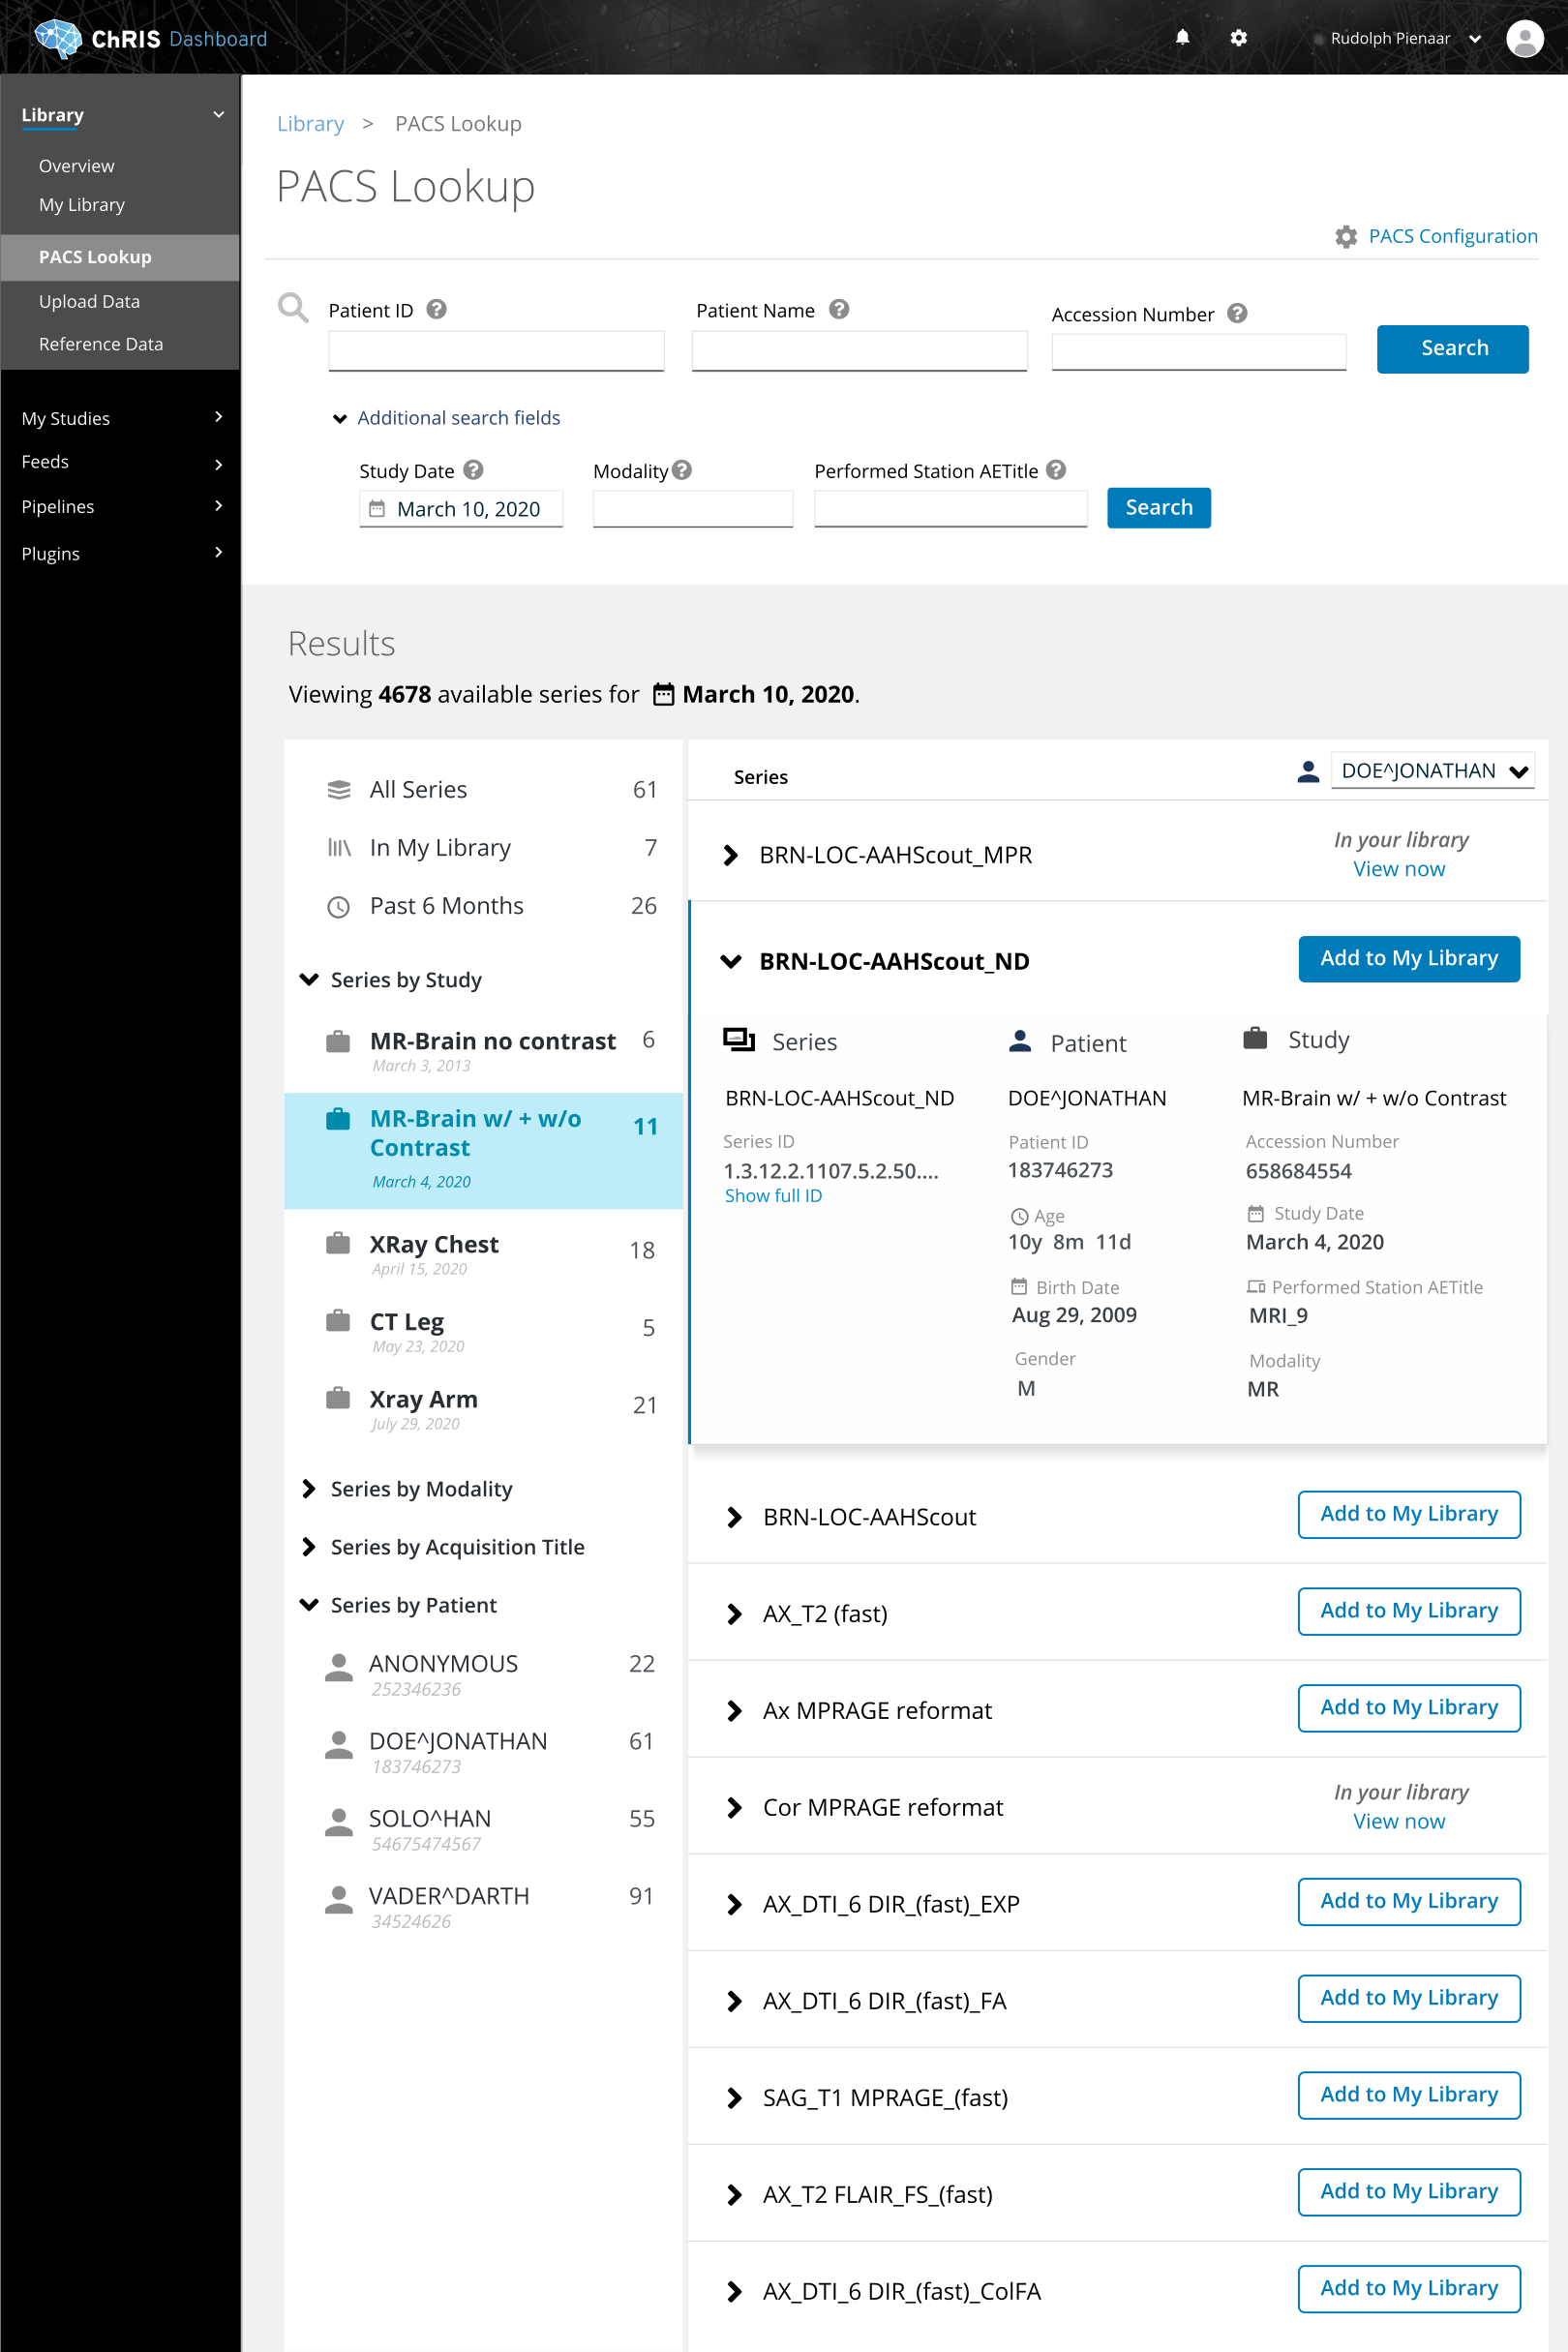 ChRIS Dashboard
Rudolph Pienaar
Library
Overview
My Library
PACS Lookup
Upload Data
Reference Data
My Studies
Feeds
Pipelines
Plugins
Library > PACS Lookup
PACS Lookup
PACS Configuration
Patient ID
Patient Name
Accession Number
Search
Additional search fields
Study Date
Modality
Performed Station AETitle
March 10, 2020
Search
Results
Viewing 4678 available series for March 10, 2020.
All Series 61
In My Library 7
Past 6 Months 26
Series by Study
MR-Brain no contrast 6
March 3, 2013
MR-Brain w/ + w/o
Contrast
11
March 4, 2020
XRay Chest 18
April 15, 2020
CT Leg 5
May 23, 2020
Xray Arm 21
July 29, 2020
Series by Modality
Series by Acquisition Title
Series by Patient
ANONYMOUS 22
252346236
DOE^JONATHAN 61
183746273
SOLO^HAN 55
54675474567
VADER^DARTH 91
34524626
Series
DOE^JONATHAN
BRN-LOC-AAHScout_MPR
In your library
View now
BRN-LOC-AAHScout_ND
Add to My Library
Series
BRN-LOC-AAHScout_ND
Series ID
1.3.12.2.1107.5.2.50....
Show full ID
Patient
DOE^JONATHAN
Patient ID
183746273
Age
10y 8m 11d
Birth Date
Aug 29, 2009
Gender
M
Study
MR-Brain w/ + w/o Contrast
Accession Number
658684554
Study Date
March 4, 2020
Performed Station AETitle
MRI_9
Modality
MR
BRN-LOC-AAHScout
Add to My Library
AX_T2 (fast)
Add to My Library
Ax MPRAGE reformat
Add to My Library
Cor MPRAGE reformat
In your library
View now
AX_DTI_6 DIR_(fast)_EXP
Add to My Library
AX_DTI_6 DIR_(fast)_FA
Add to My Library
SAG_T1 MPRAGE_(fast)
Add to My Library
AX_T2 FLAIR_FS_(fast)
Add to My Library
AX_DTI_6 DIR_(fast)_ColFA
Add to My Library